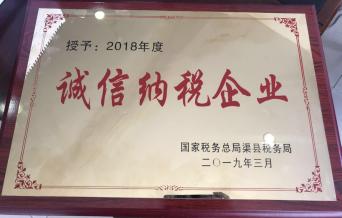 授予：2018年度
诚信纳税企业
国家税务总局渠县税务局
二〇一九年三月